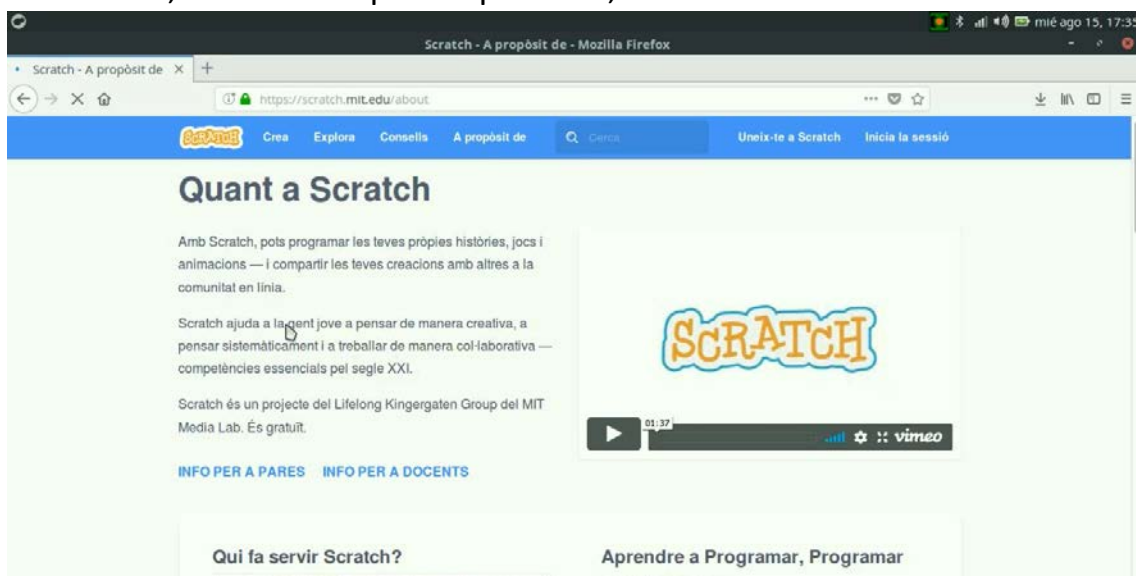 mié ago 15, 17:35
Scratch - A propòsit de - Mozilla Firefox
Scratch - A propòsit de
https://scratch.mit.edu/about
SCRATCH Crea Explora Consells A propòsit de Cerca Uneix-te a Scratch Inicia la sessió
Quant a Scratch
Amb Scratch, pots programar les teves pròpies històries, jocs i
animacions — i compartir les teves creacions amb altres a la
comunitat en línia.
Scratch ajuda a la gent jove a pensar de manera creativa, a
pensar sistemàticament i a treballar de manera col·laborativa —
competències essencials pel segle XXI.
Scratch és un projecte del Lifelong Kingergaten Group del MIT
Media Lab. És gratuït.
SCRATCH
01:37
vimeo
INFO PER A PARES INFO PER A DOCENTS
Qui fa servir Scratch?
Aprendre a Programar, Programar